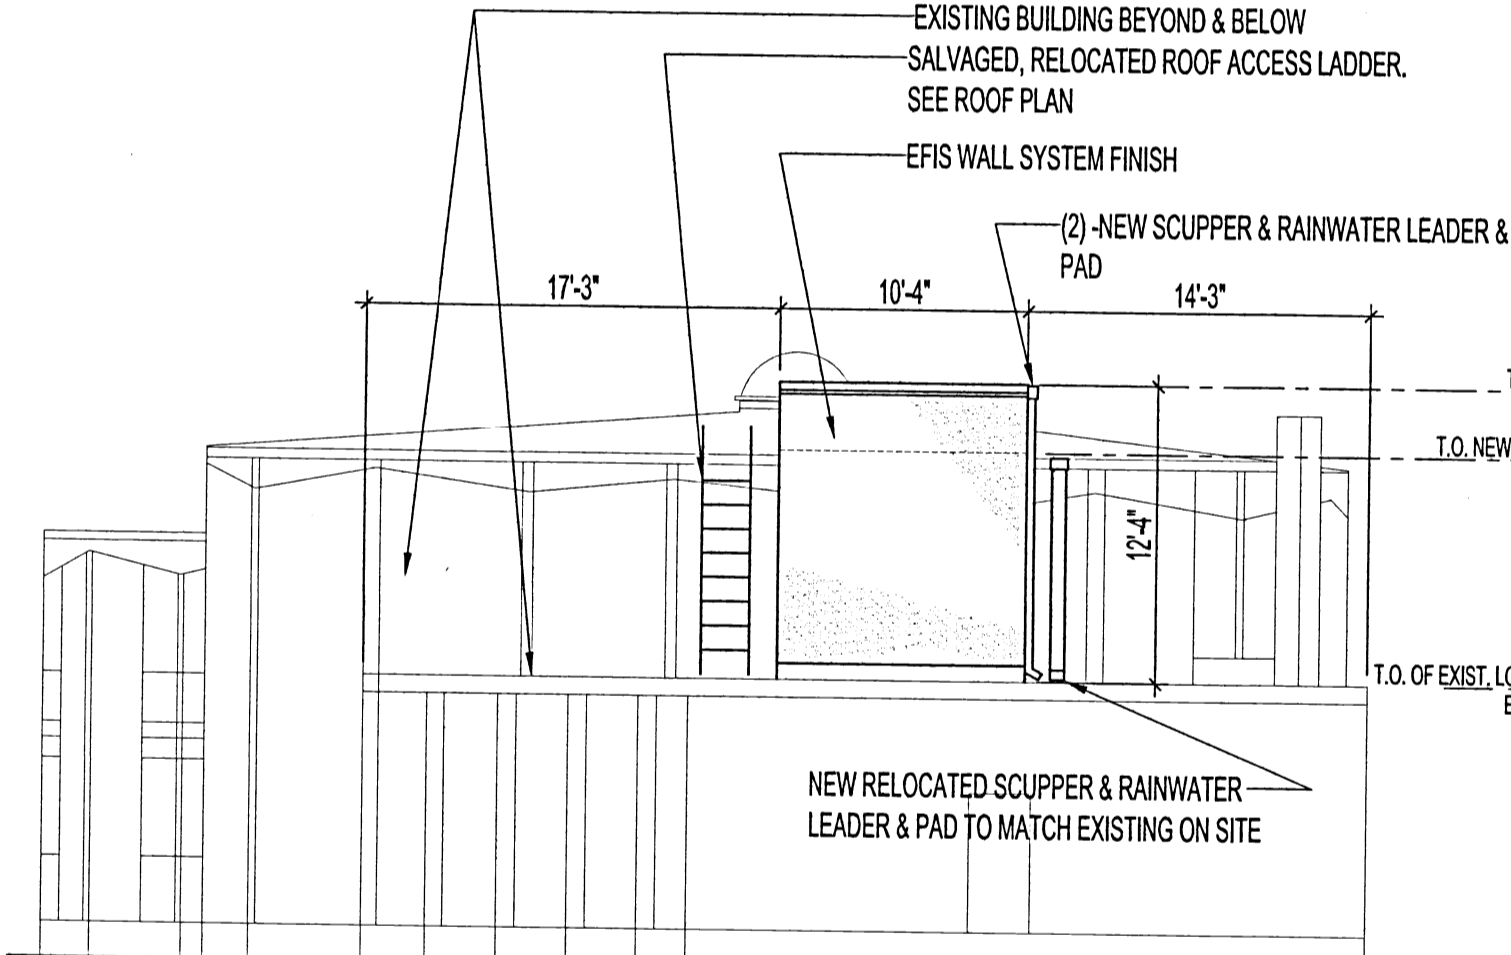 EXISTING BUILDING BEYOND & BELOW
SALVAGED, RELOCATED ROOF ACCESS LADDER.
SEE ROOF PLAN
EFIS WALL SYSTEM FINISH
(2) -NEW SCUPPER & RAINWATER LEADER &
PAD
17'-3"
10'-4"
14'-3"
T.O. NEW
12'-4"
T.O. OF EXIST.
NEW RELOCATED SCUPPER & RAINWATER
LEADER & PAD TO MATCH EXISTING ON SITE